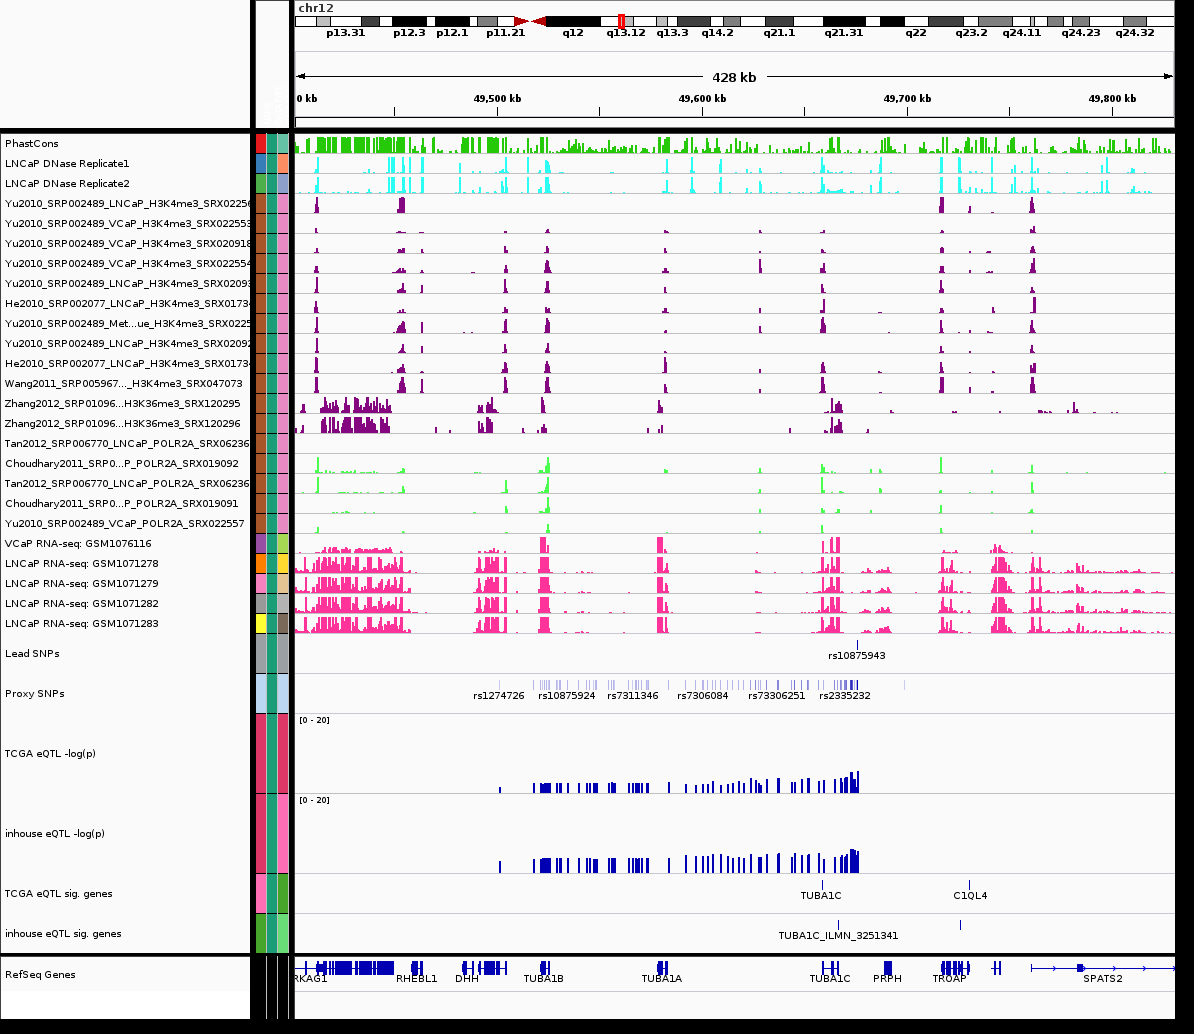 chr12
p13.31 p12.3 p12.1 p11.21 q12 q13.12 q13.3 q14.2 q21.1 q21.31 q22 q23.2 q24.11 q24.23 q24.32
428 kb
0 kb 49,500 kb 49,600 kb 49,700 kb 49,800 kb
PhastCons
LNCaP DNase Replicate1
LNCaP DNase Replicate2
Yu2010_SRP002489_LNCaP_H3K4me3_SRX0225
Yu2010_SRP002489_VCaP_H3K4me3_SRX022553
Yu2010_SRP002489_VCaP_H3K4me3_SRX020918
Yu2010_SRP002489_VCaP_H3K4me3_SRX022554
Yu2010_SRP002489_LNCaP_H3K4me3_SRX0209
He2010_SRP002077_LNCaP_H3K4me3_SRX0173
Yu2010_SRP002489_Met...ue_H3K4me3_SRX0225
Yu2010_SRP002489_LNCaP_H3K4me3_SRX0209
He2010_SRP002077_LNCaP_H3K4me3_SRX0173
Wang2011_SRP005967..._H3K4me3_SRX047073
Zhang2012_SRP01096...H3K36me3_SRX120295
Zhang2012_SRP01096...H3K36me3_SRX120296
Tan2012_SRP006770_LNCaP_POLR2A_SRX06236
Choudhary2011_SRP0...P_POLR2A_SRX019092
Tan2012_SRP006770_LNCaP_POLR2A_SRX06236
Choudhary2011_SRP0...P_POLR2A_SRX019091
Yu2010_SRP002489_VCaP_POLR2A_SRX022557
VCaP RNA-seq: GSM1076116
LNCaP RNA-seq: GSM1071278
LNCaP RNA-seq: GSM1071279
LNCaP RNA-seq: GSM1071282
LNCaP RNA-seq: GSM1071283
Lead SNPs rs10875943
Proxy SNPs rs1274726 rs10875924 rs7311346 rs7306084 rs73306251 rs2335232
[0 - 20]
TCGA eQTL -log(p)
[0 - 20]
inhouse eQTL -log(p)
TCGA eQTL sig. genes TUBA1C C1QL4
inhouse eQTL sig. genes TUBA1C_ILMN_3251341
RefSeq Genes RKAG1 RHEBL1 DHH TUBA1B TUBA1A TUBA1C PRPH TROAP SPATS2